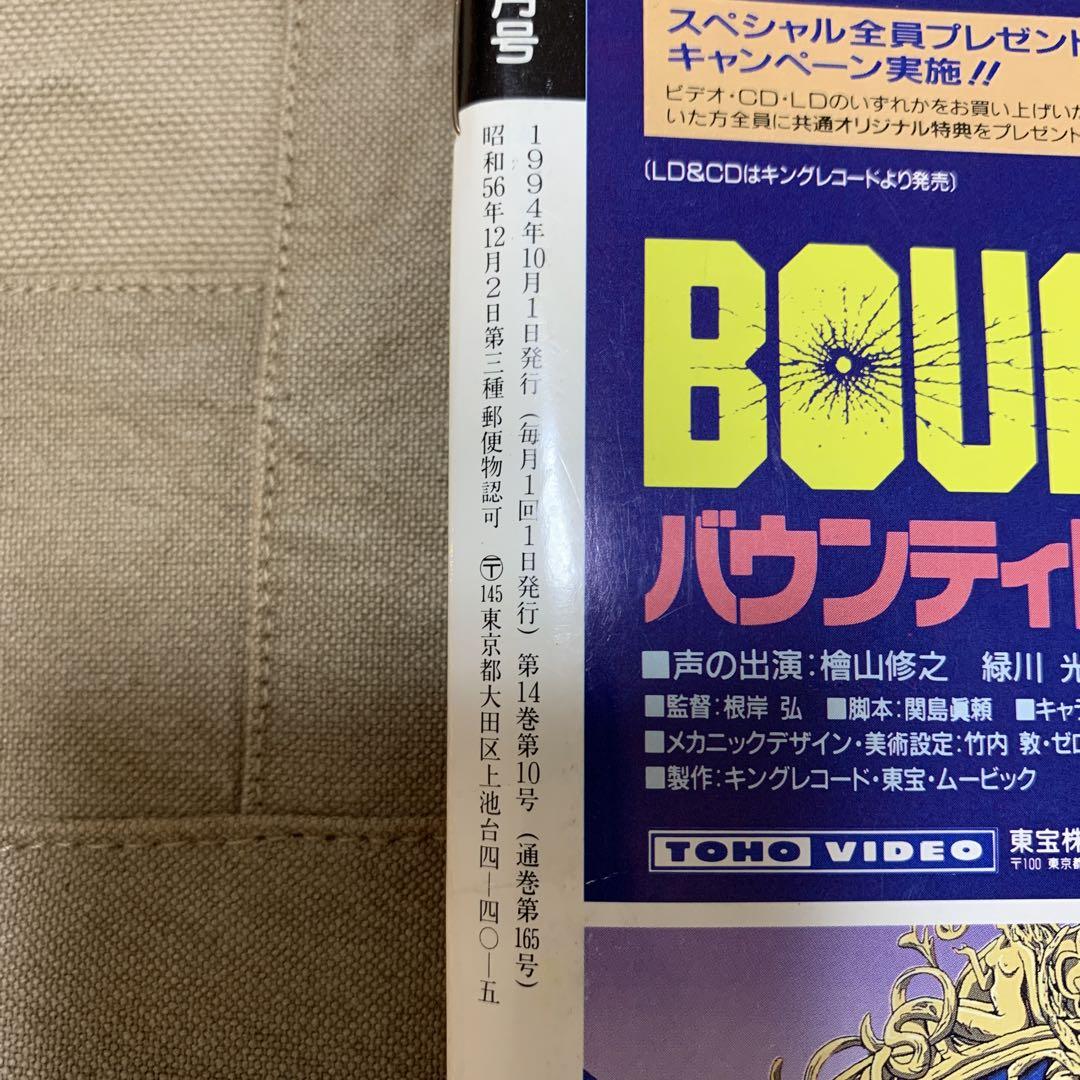 月号
1994年10月1日発行(毎月1回1日発行)第14巻第10号(通巻第165号)
昭和56年12月2日第三種郵便物認可 〒145東京都大田区上池台四―四〇―五
スペシャル全員プレゼント
キャンペーン実施!!
ビデオ・CD・LDのいずれかをお買い上げいた
いた方全員に共通オリジナル特典をプレゼント
(LD&CDはキングレコードより発売)
BOU
バウンティ
■声の出演:檜山修之 緑川 光
■監督:根岸 弘 ■脚本:関島眞頼 ■キャラ
■メカニックデザイン・美術設定:竹内 敦・ゼロ
■製作:キングレコード・東宝・ムービック
TOHO VIDEO 東宝株
〒100 東京都